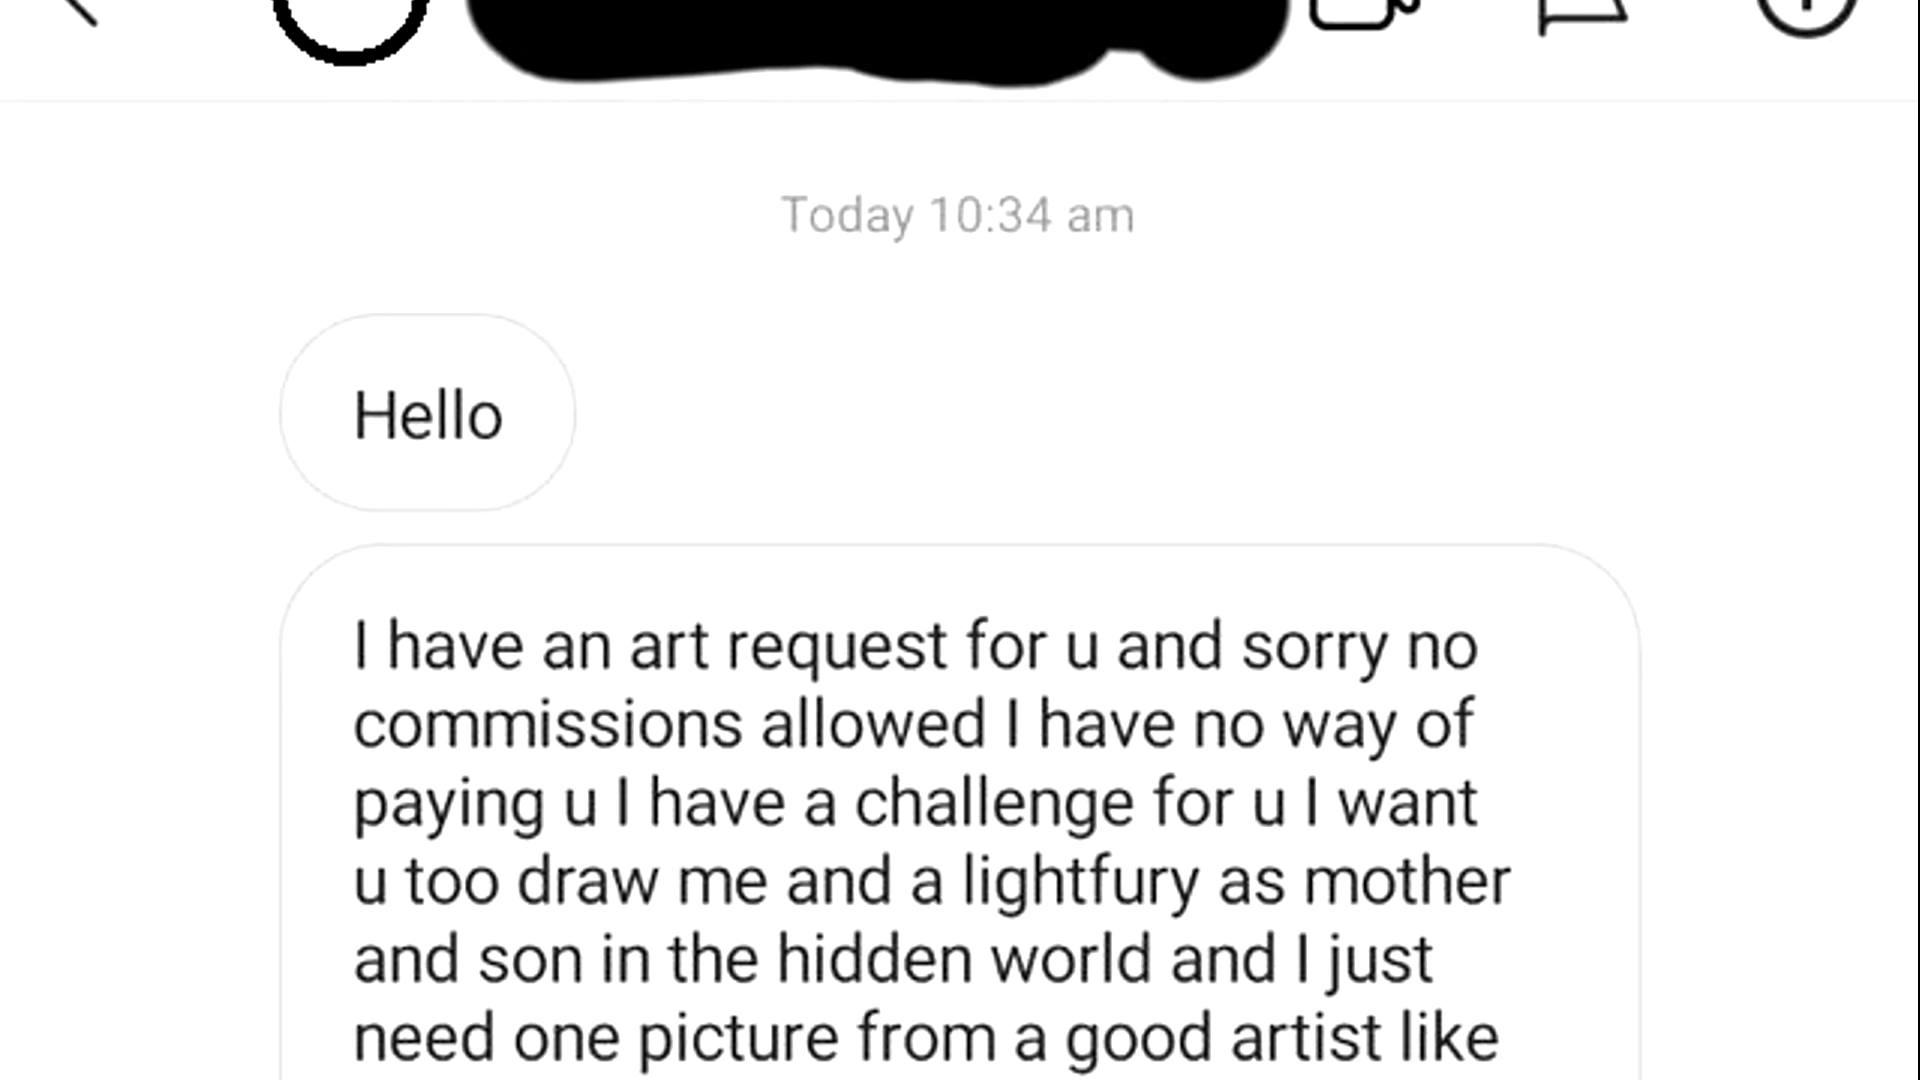 Today 10:34 am
Hello
I have an art request for u and sorry no
commissions allowed I have no way of
paying u I have a challenge for u I want
u too draw me and a lightfury as mother
and son in the hidden world and I just
need one picture from a good artist like